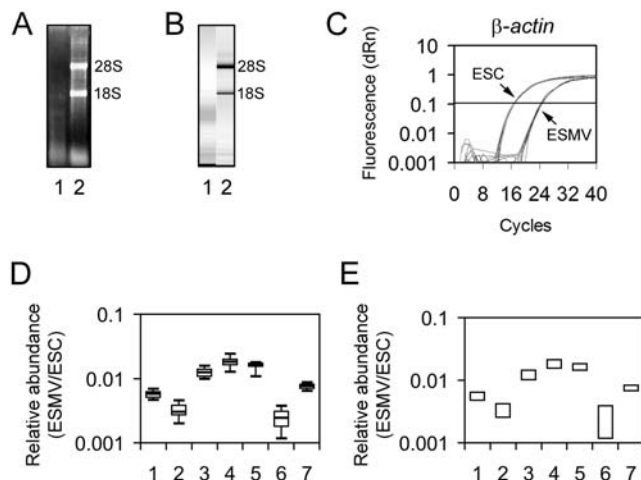 A
28S
18S
1 2
B
28S
18S
1 2
C
β-actin
Fluorescence (dRn)
10
1
0.1
0.01
0.001
ESC
ESMV
0 8 16 24 32 40
Cycles
D
Relative abundance
(ESMV/ESC)
0.1
0.01
0.001
1 2 3 4 5 6 7
E
Relative abundance
(ESMV/ESC)
0.1
0.01
0.001
1 2 3 4 5 6 7